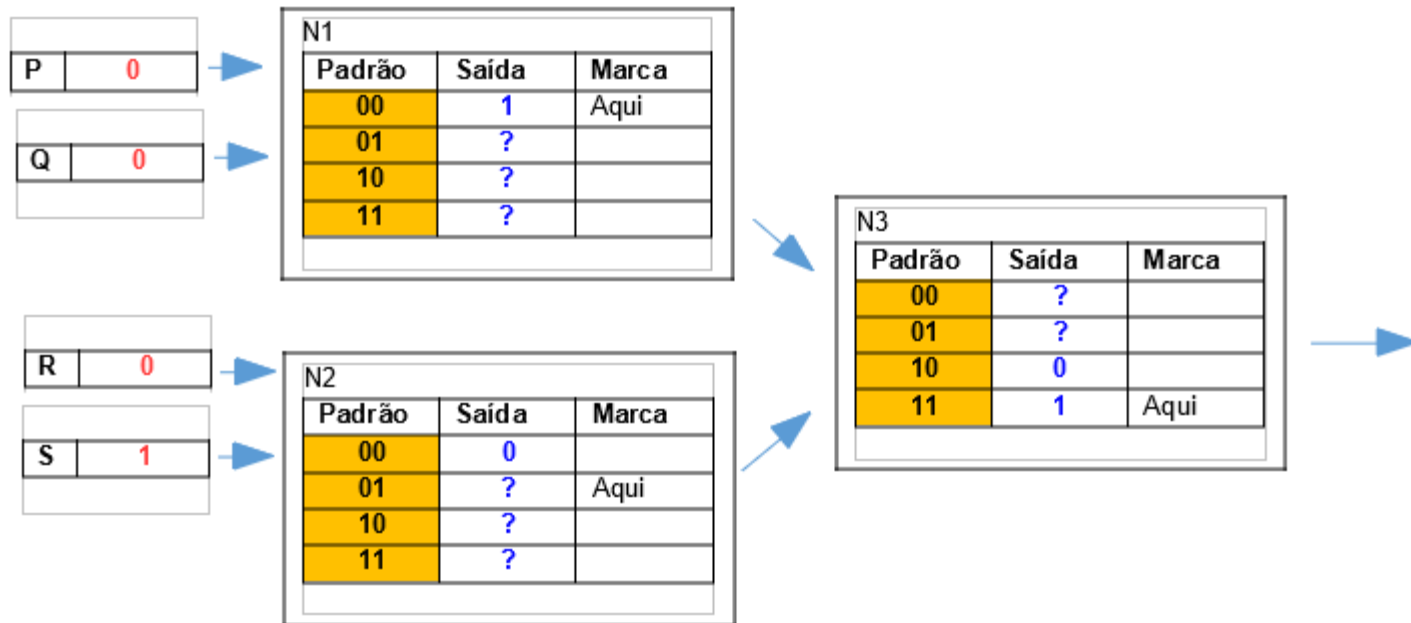 P 0
Q 0
N1
Padrão Saída Marca
00 1 Aqui
01 ?
10 ?
11 ?
R 0
S 1
N2
Padrão Saída Marca
00 0
01 ? Aqui
10 ?
11 ?
N3
Padrão Saída Marca
00 ?
01 ?
10 0
11 1 Aqui